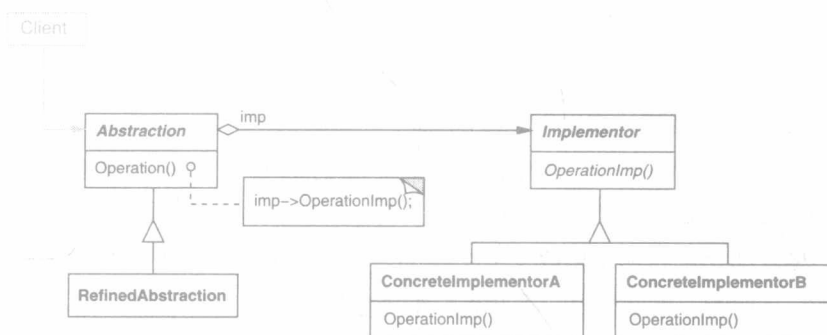 Client
imp
Abstraction
Implementor
Operation()
OperationImp()
imp->OperationImp();
RefinedAbstraction
ConcreteImplementorA
ConcreteImplementorB
OperationImp()
OperationImp()